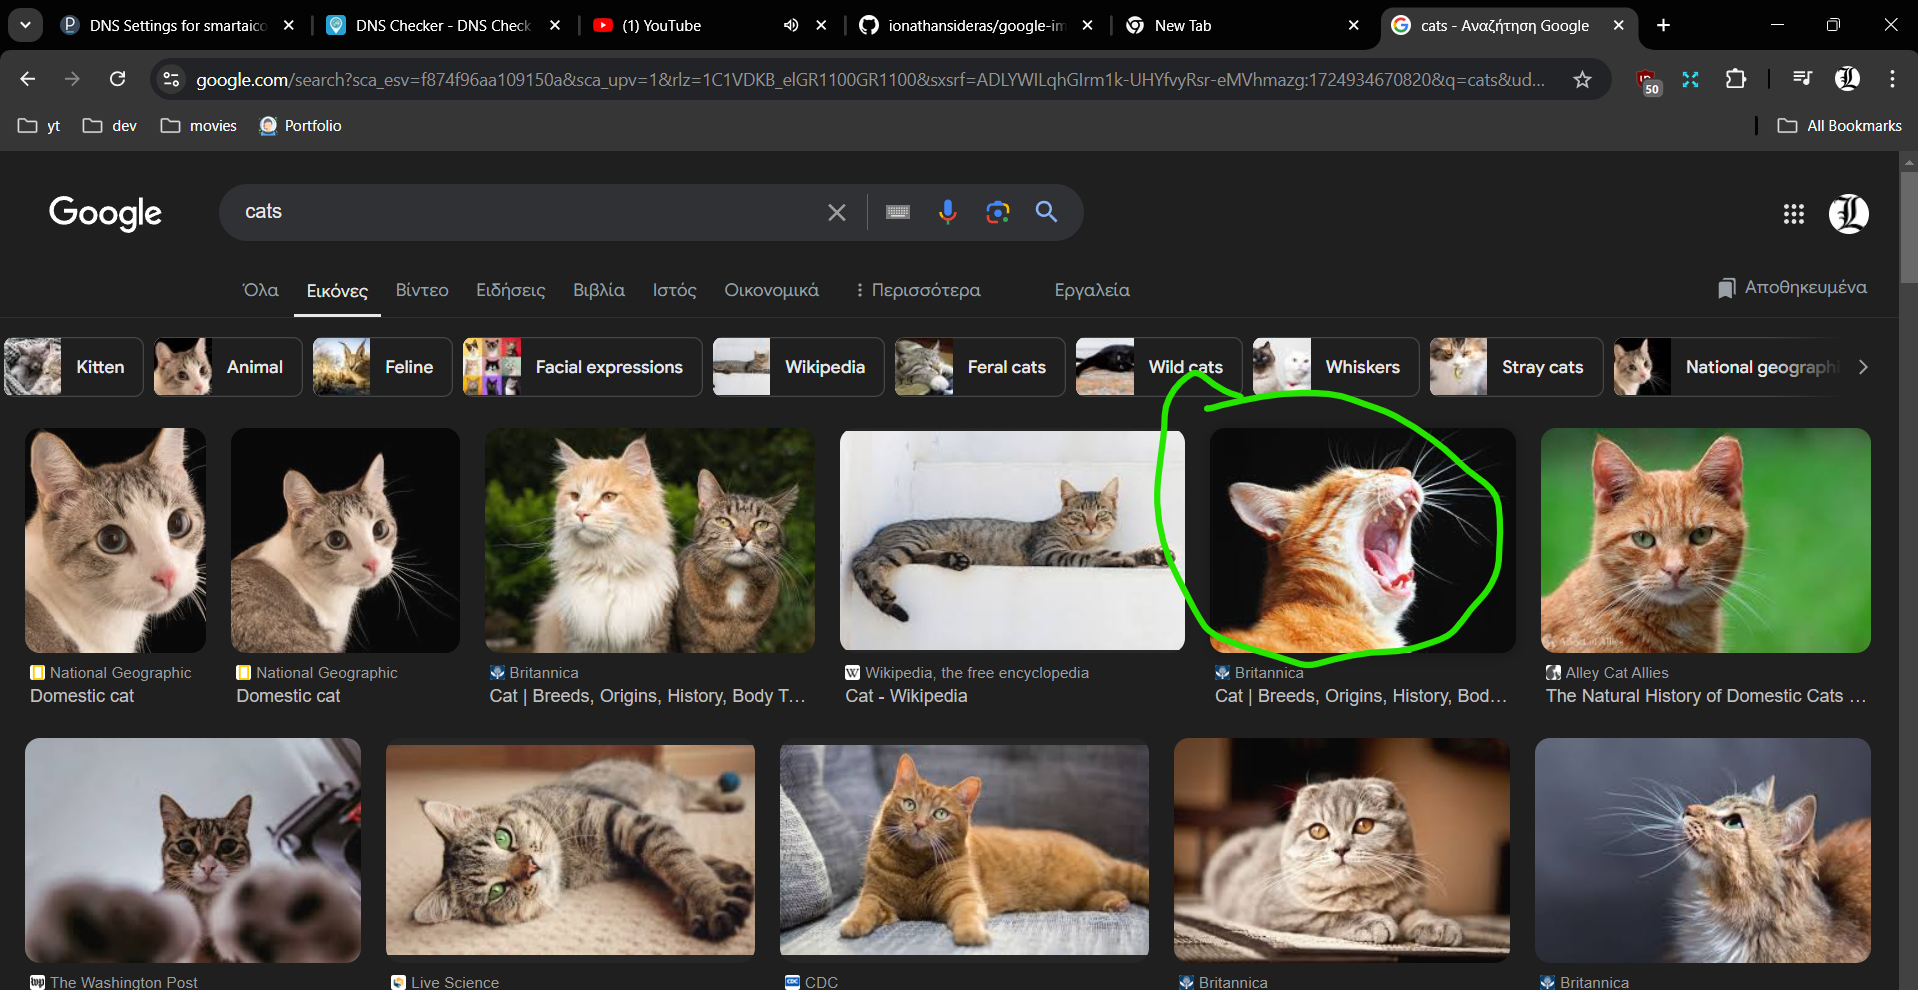 DNS Settings for smartaico
DNS Checker - DNS Check
(1) YouTube
ionathansideras/google-im
New Tab
cats - Αναζήτηση Google
google.com/search?sca_esv=f874f96aa109150a&sca_upv=1&rlz=1C1VDKB_elGR1100GR1100&sxsrf=ADLYWILqhGIrm1k-UHYfvyRsr-eMVhmazg:1724934670820&q=cats&ud...
50
yt
dev
movies
Portfolio
All Bookmarks
Google
cats
Όλα
Εικόνες
Βίντεο
Ειδήσεις
Βιβλία
Ιστός
Οικονομικά
Περισσότερα
Εργαλεία
Αποθηκευμένα
Kitten
Animal
Feline
Facial expressions
Wikipedia
Feral cats
Wild cats
Whiskers
Stray cats
National geographi
National Geographic
Domestic cat
National Geographic
Domestic cat
Britannica
Cat | Breeds, Origins, History, Body T...
Wikipedia, the free encyclopedia
Cat - Wikipedia
Britannica
Cat | Breeds, Origins, History, Bod...
Alley Cat Allies
Alley Cat Allies
The Natural History of Domestic Cats ...
The Washington Post
Live Science
CDC
Britannica
Britannica